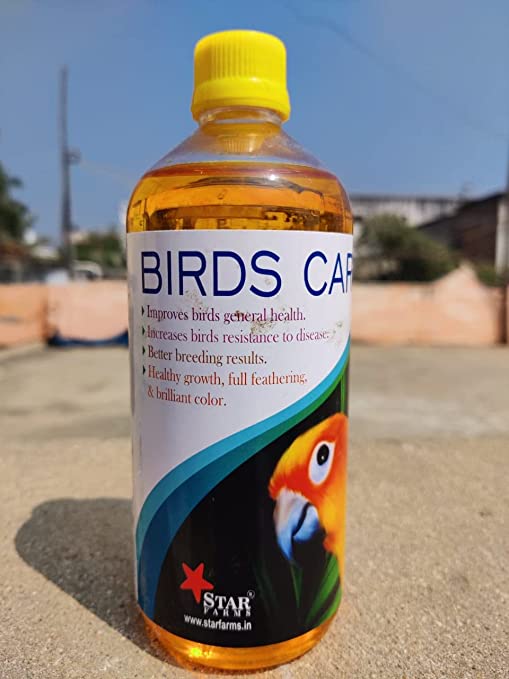 BIRDS CAR
Improves birds general health.
Increases birds resistance to disease.
Better breeding results.
Healthy growth, full feathering,
& brilliant color.
STAR®
FARMS
www.starfarms.in